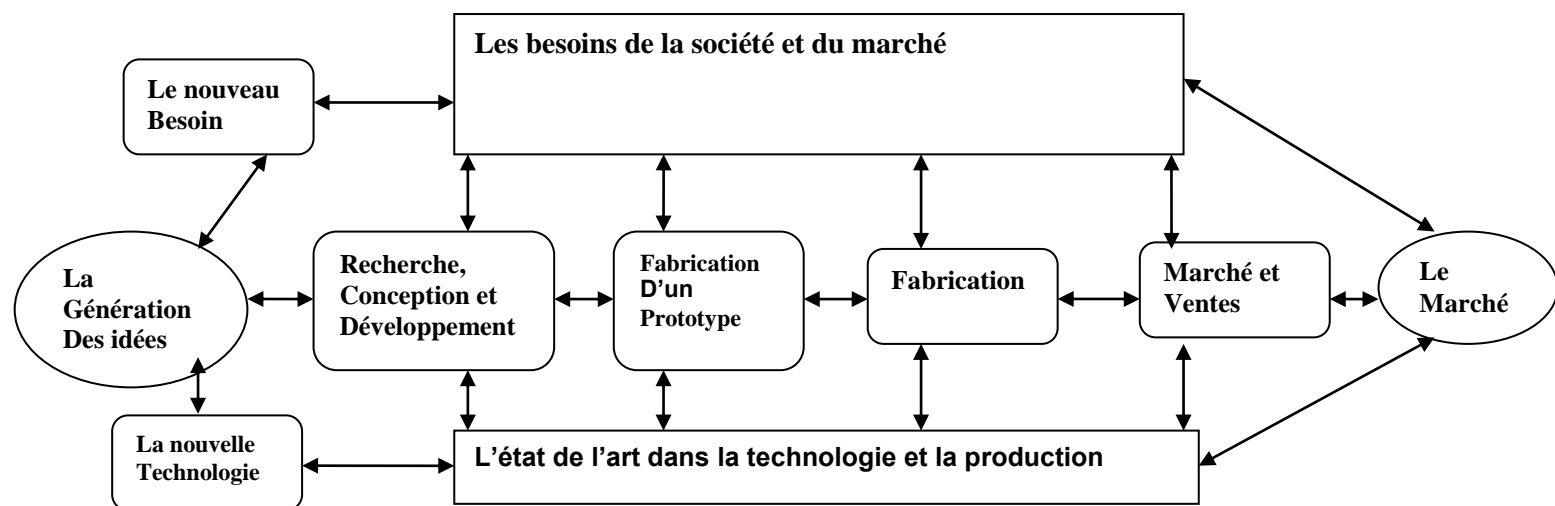 Les besoins de la société et du marché
Le nouveau
Besoin
La
Génération
Des idées
Recherche,
Conception et
Développement
Fabrication
D’un
Prototype
Fabrication
Marché et
Ventes
Le
Marché
La nouvelle
Technologie
L’état de l’art dans la technologie et la production